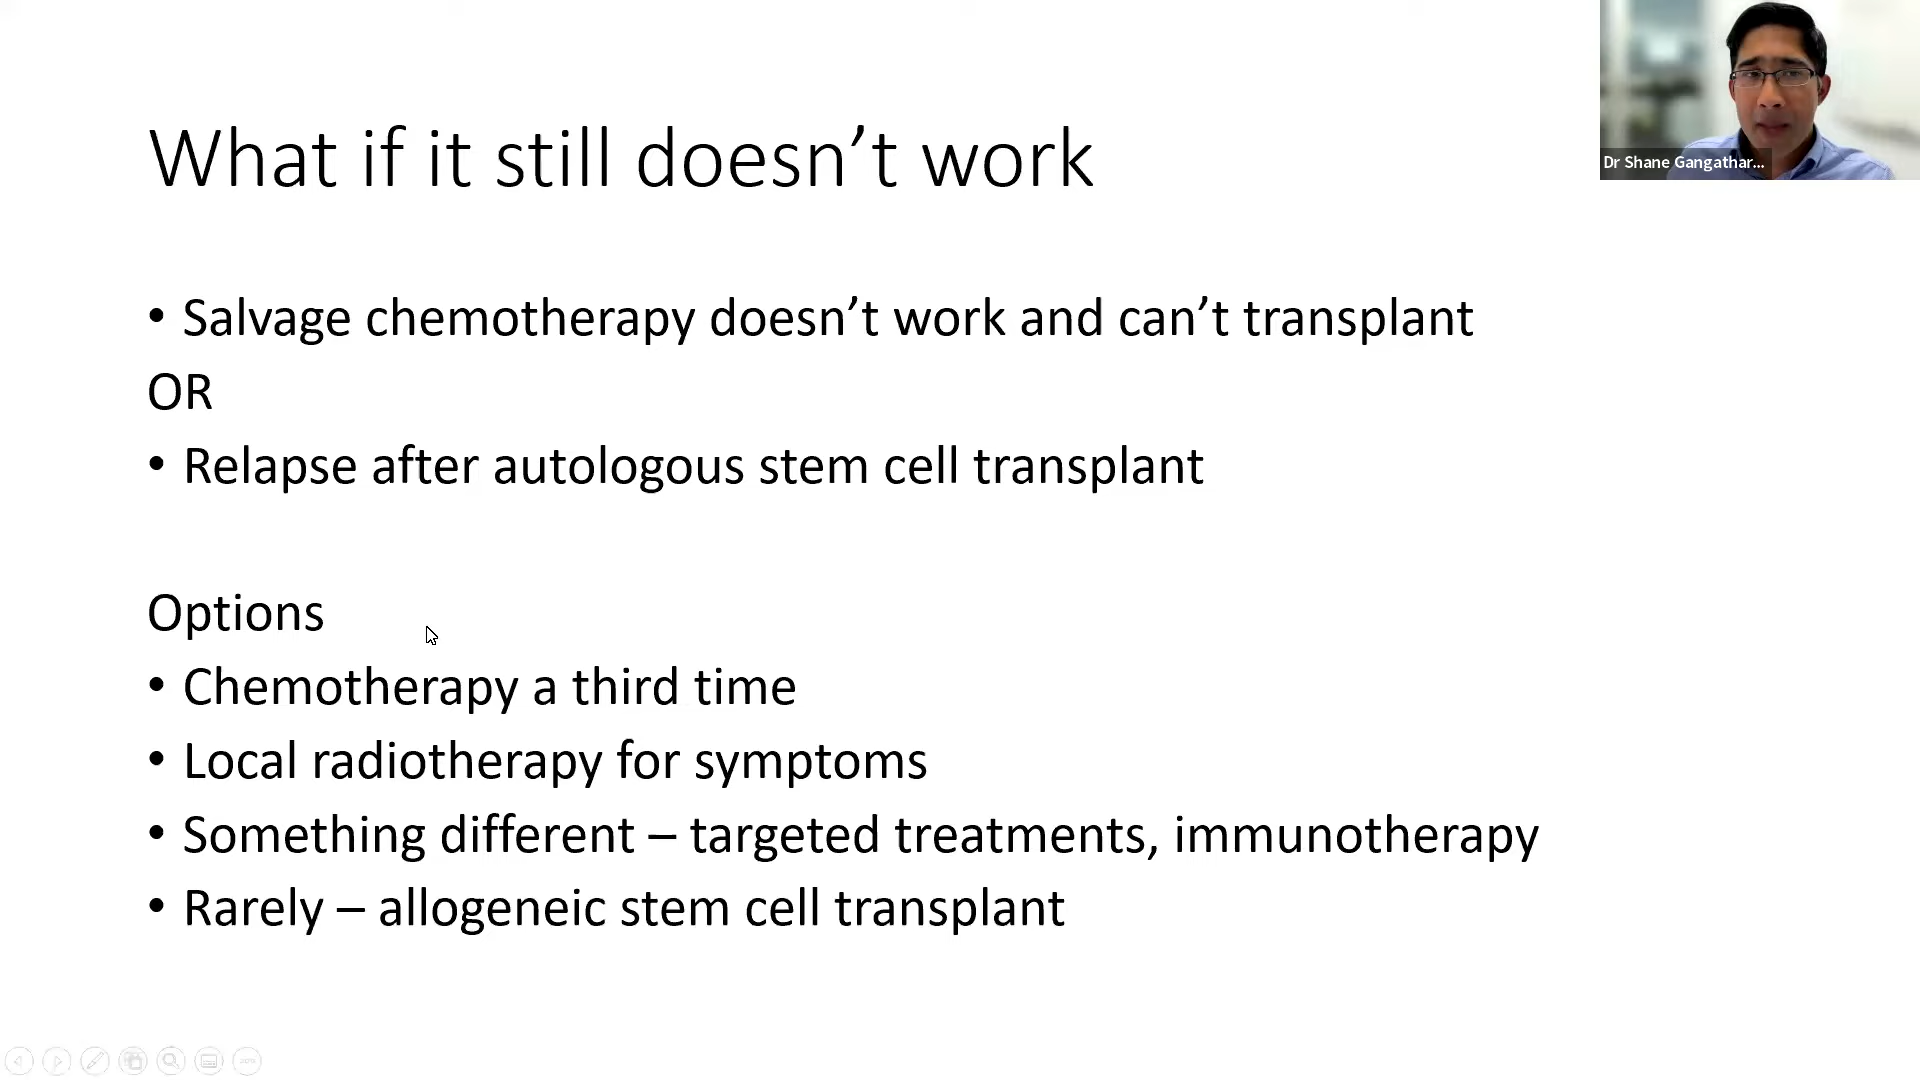 What if it still doesn’t work
Dr Shane Gangathar...
• Salvage chemotherapy doesn’t work and can’t transplant
OR
• Relapse after autologous stem cell transplant
Options
• Chemotherapy a third time
• Local radiotherapy for symptoms
• Something different – targeted treatments, immunotherapy
• Rarely – allogeneic stem cell transplant